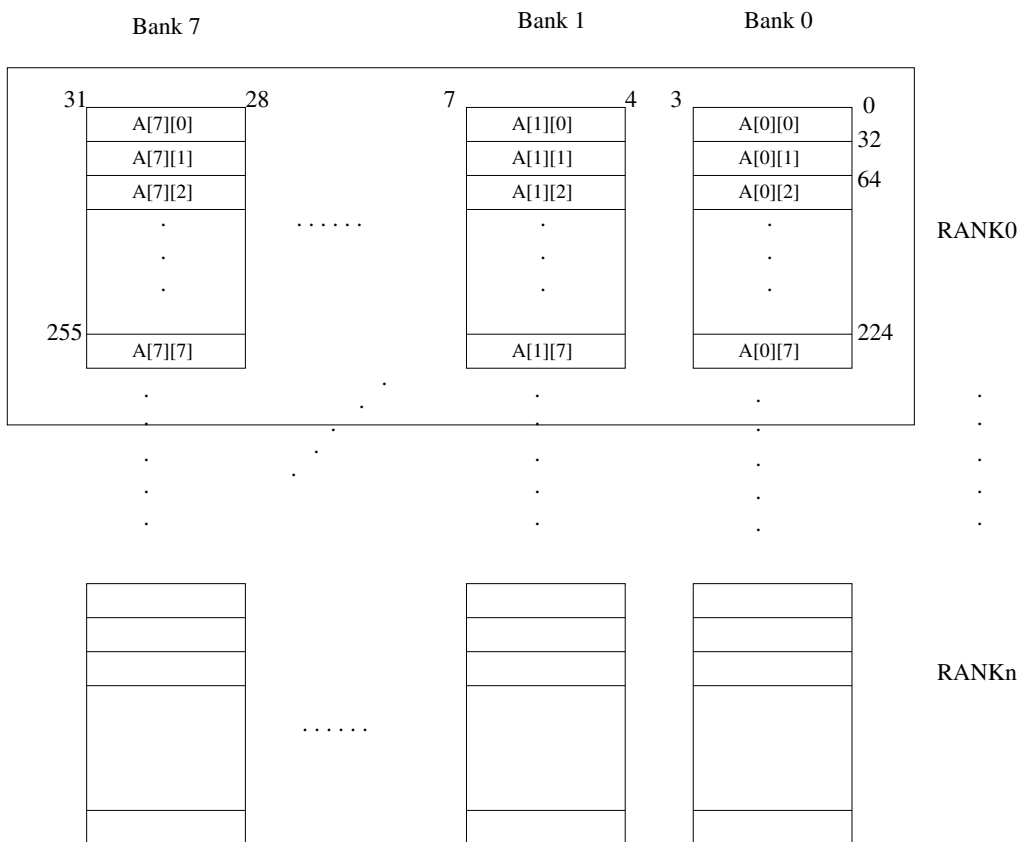 Bank 7 Bank 1 Bank 0
31 28 7 4 3 0
A[7][0] A[1][0] A[0][0]
32
A[7][1] A[1][1] A[0][1]
64
A[7][2] A[1][2] A[0][2]
RANK0
255 224
A[7][7] A[1][7] A[0][7]
RANKn